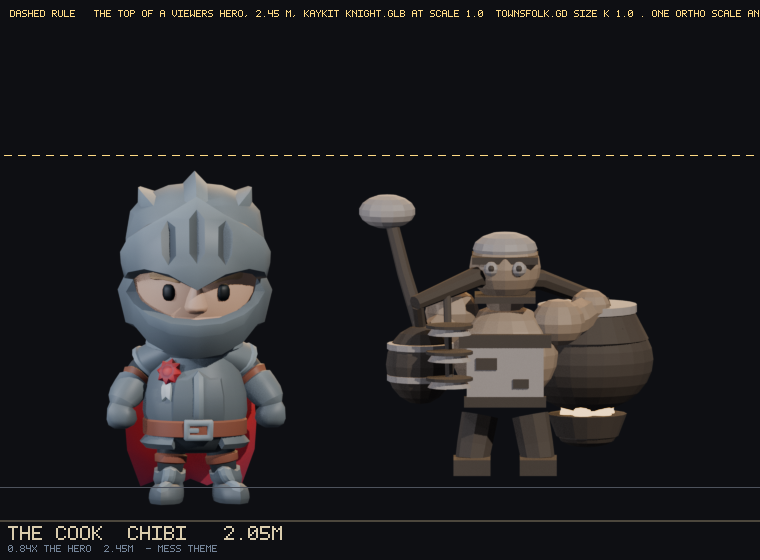 DASHED RULE   THE TOP OF A VIEWERS HERO, 2.45 M, KAYKIT KNIGHT.GLB AT SCALE 1.0  TOWNSFOLK.GD SIZE K 1.0 . ONE ORTHO SCALE AN
THE COOK  CHIBI   2.05M
0.84X THE HERO  2.45M  — MESS THEME